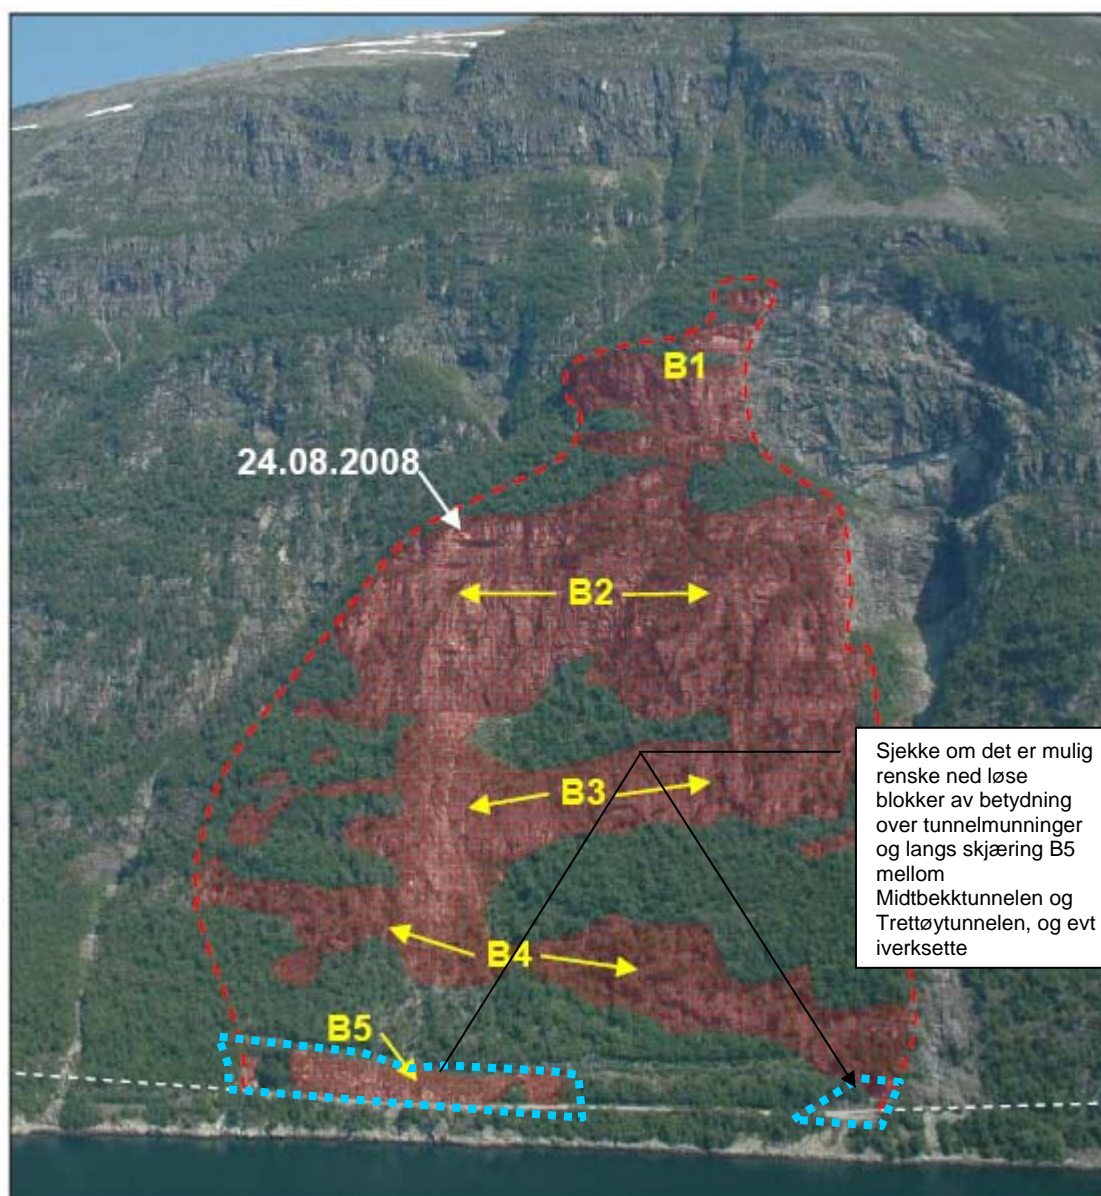 B1
24.08.2008
B2
B3
Sjekke om det er mulig
renske ned løse
blokker av betydning
over tunnelmunninger
og langs skjæring B5
mellom
Midtbekktunnelen og
Trettøytunnelen, og evt
iverksette
B4
B5